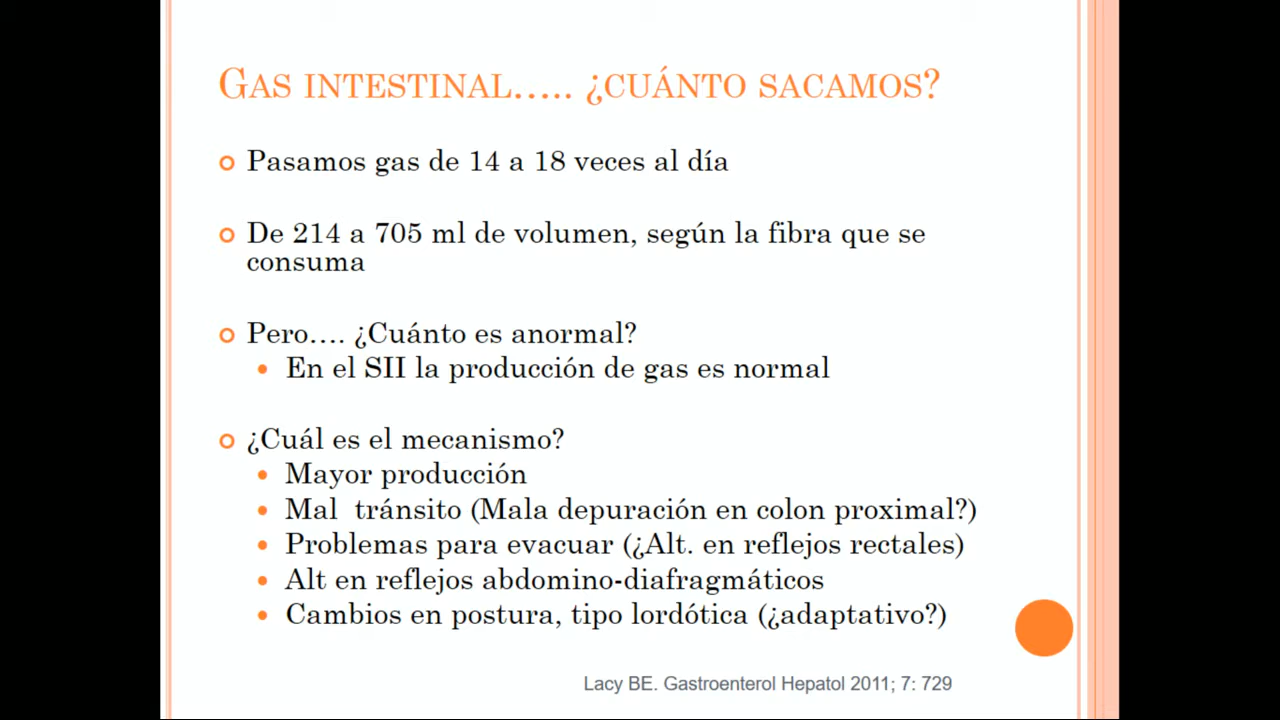 GAS INTESTINAL..... ¿CUÁNTO SACAMOS?
Pasamos gas de 14 a 18 veces al día
De 214 a 705 ml de volumen, según la fibra que se
consuma
Pero.... ¿Cuánto es anormal?
En el SII la producción de gas es normal
¿Cuál es el mecanismo?
Mayor producción
Mal tránsito (Mala depuración en colon proximal?)
Problemas para evacuar (¿Alt. en reflejos rectales)
Alt en reflejos abdomino-diafragmáticos
Cambios en postura, tipo lordótica (¿adaptativo?)
Lacy BE. Gastroenterol Hepatol 2011; 7: 729